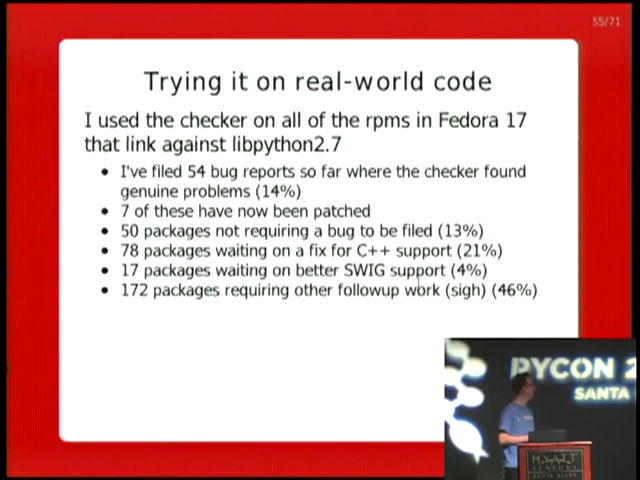 55/71
Trying it on real-world code
I used the checker on all of the rpms in Fedora 17
that link against libpython2.7
• I've filed 54 bug reports so far where the checker found
genuine problems (14%)
• 7 of these have now been patched
• 50 packages not requiring a bug to be filed (13%)
• 78 packages waiting on a fix for C++ support (21%)
• 17 packages waiting on better SWIG support (4%)
• 172 packages requiring other followup work (sigh) (46%)
PYCON 2
SANTA
HYATT